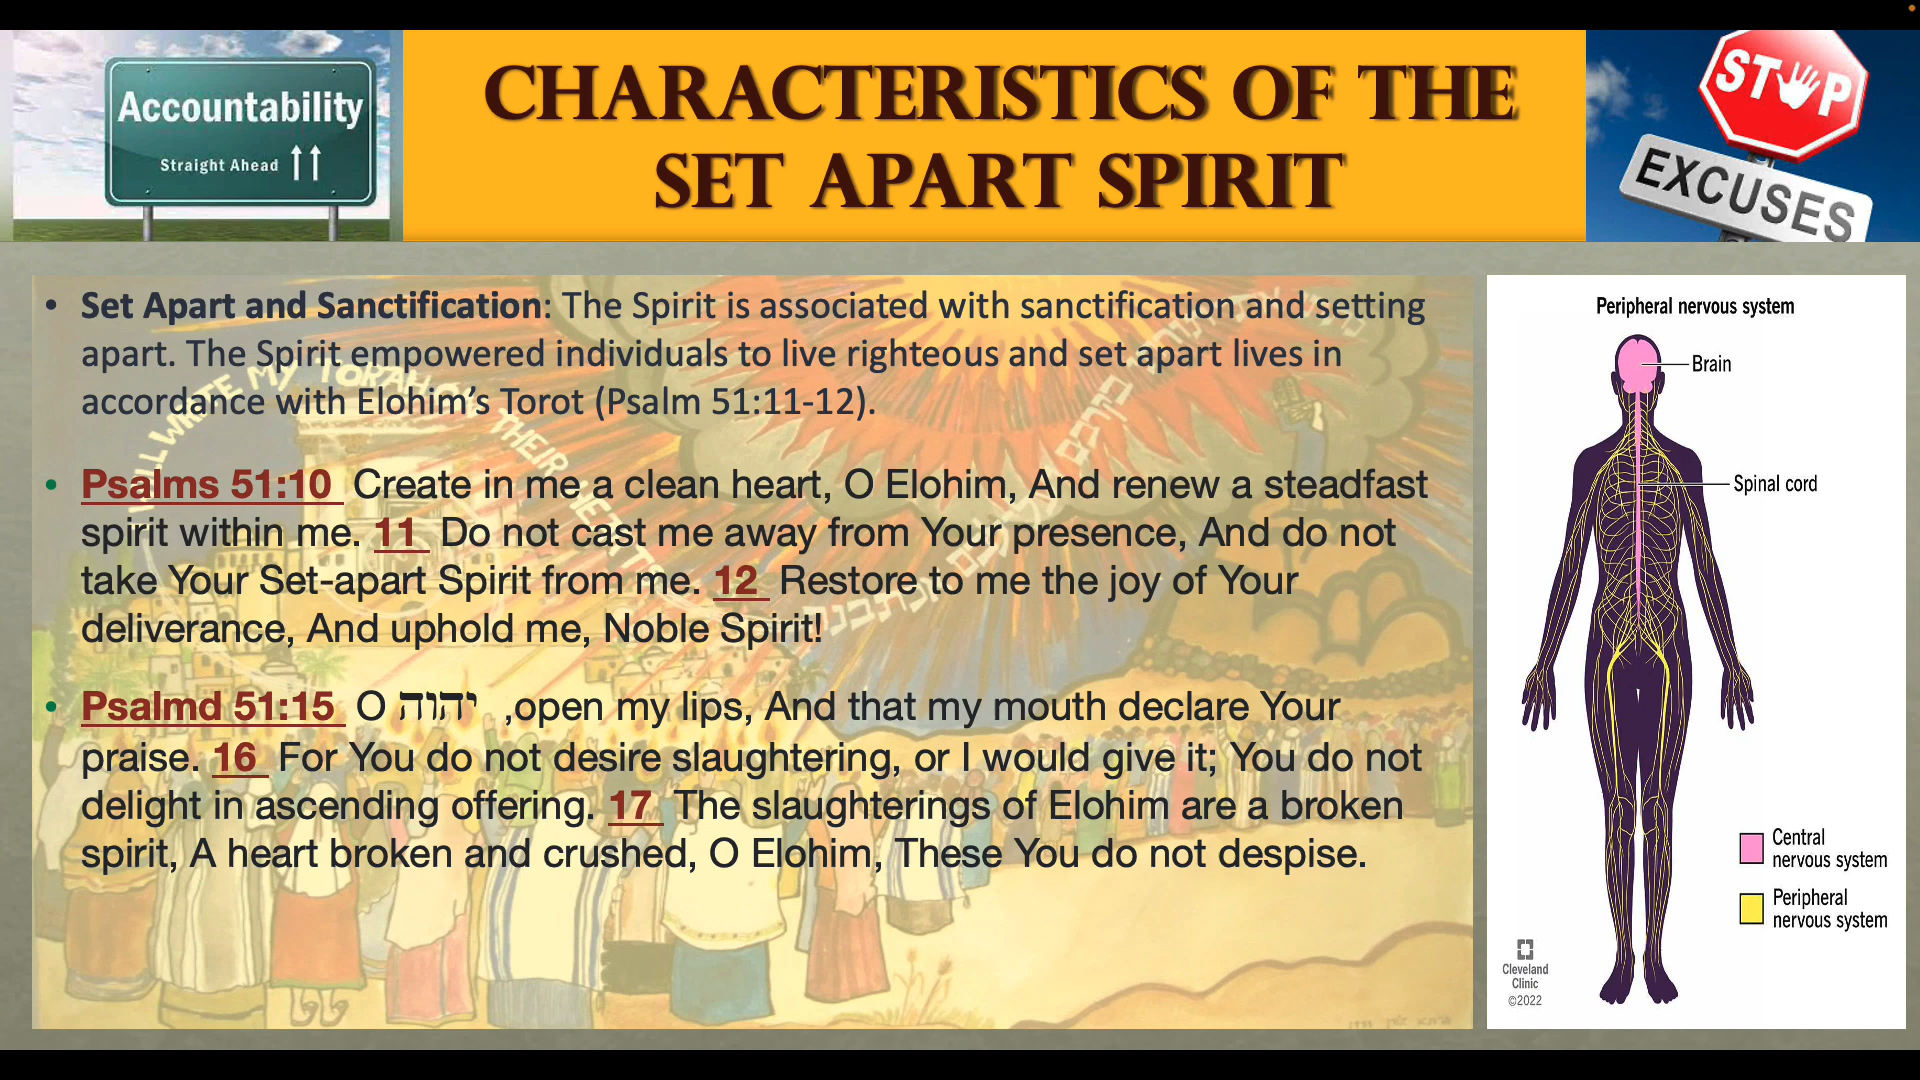 Accountability
Straight Ahead
CHARACTERISTICS OF THE
SET APART SPIRIT
STOP
EXCUSES
• Set Apart and Sanctification: The Spirit is associated with sanctification and setting
apart. The Spirit empowered individuals to live righteous and set apart lives in
accordance with Elohim’s Torot (Psalm 51:11-12).
• Psalms 51:10 Create in me a clean heart, O Elohim, And renew a steadfast
spirit within me. 11 Do not cast me away from Your presence, And do not
take Your Set-apart Spirit from me. 12 Restore to me the joy of Your
deliverance, And uphold me, Noble Spirit!
• Psalmd 51:15 O יהוה ,open my lips, And that my mouth declare Your
praise. 16 For You do not desire slaughtering, or I would give it; You do not
delight in ascending offering. 17 The slaughterings of Elohim are a broken
spirit, A heart broken and crushed, O Elohim, These You do not despise.
WILL WRITE MY TORAH ON THEIR HEARTS
Peripheral nervous system
Brain
Spinal cord
Central
nervous system
Peripheral
nervous system
Cleveland
Clinic
©2022